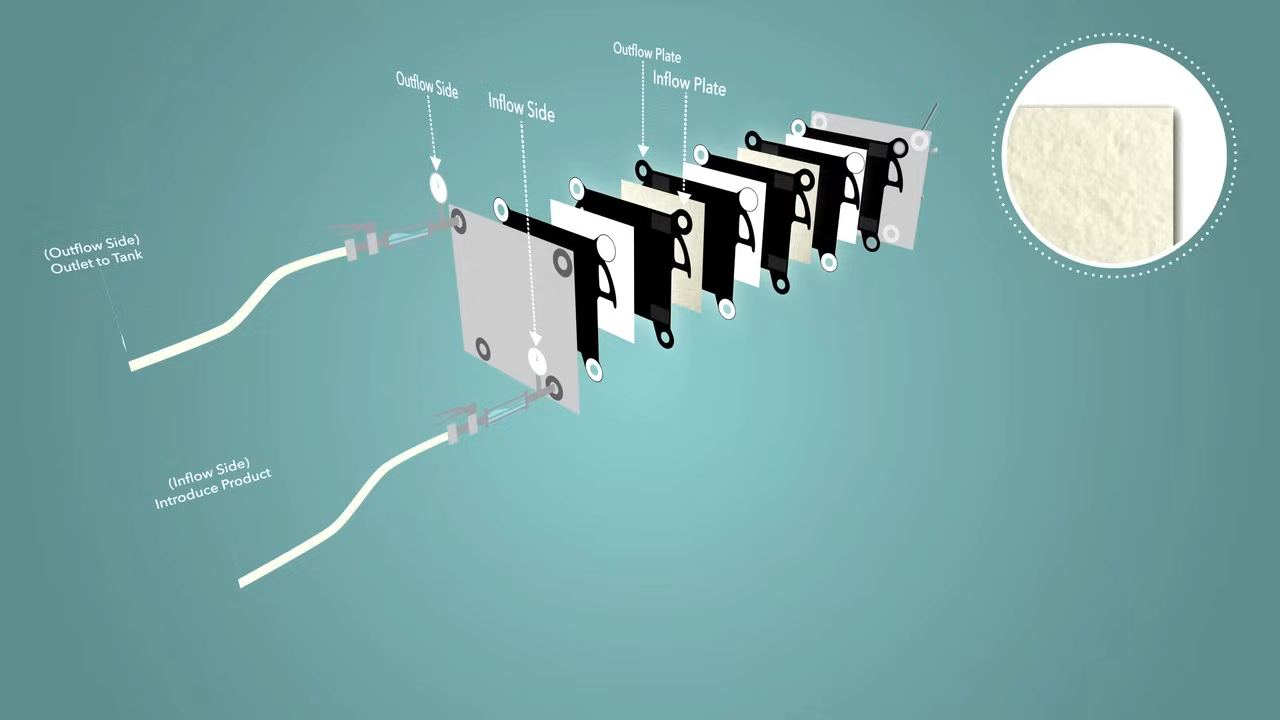 Outflow Plate
Inflow Plate
Outflow Side
Inflow Side
(Outflow Side)
Outlet to Tank
(Inflow Side)
Introduce Product